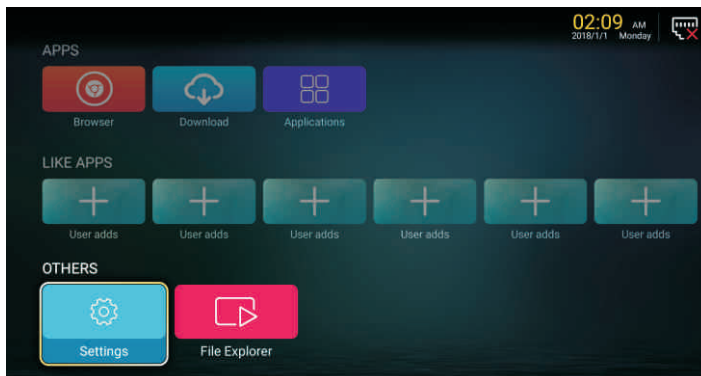 02:09 AM
2018/1/1 Monday
APPS
Browser Download Applications
LIKE APPS
User adds User adds User adds User adds User adds User adds
OTHERS
Settings File Explorer